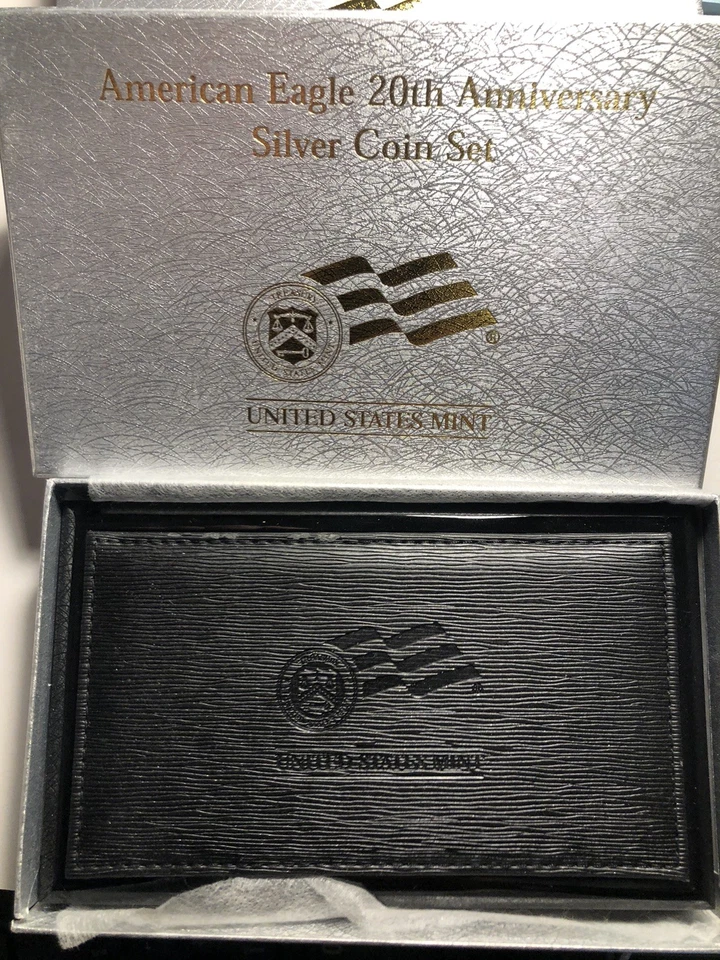 American Eagle 20th Anniversary
Silver Coin Set
®
UNITED STATES MINT
®
UNITED STATES MINT